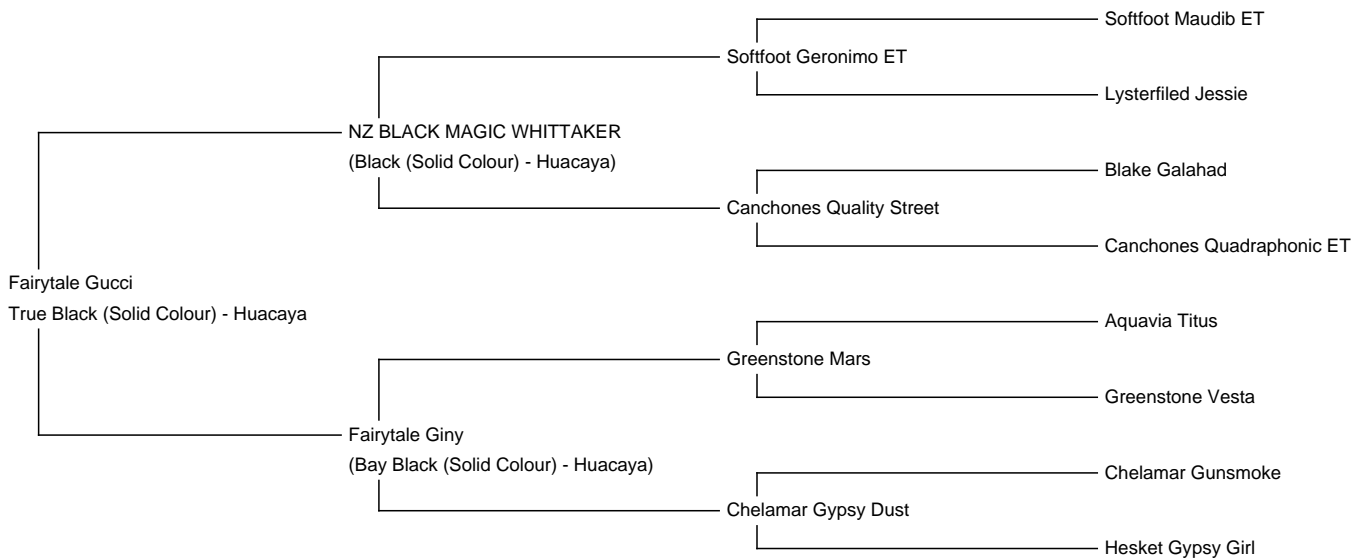 Softfoot Maudib ET
Softfoot Geronimo ET
Lysterfiled Jessie
NZ BLACK MAGIC WHITTAKER
(Black (Solid Colour) - Huacaya)
Blake Galahad
Canchones Quality Street
Canchones Quadraphonic ET
Fairytale Gucci
True Black (Solid Colour) - Huacaya
Aquavia Titus
Greenstone Mars
Greenstone Vesta
Fairytale Giny
(Bay Black (Solid Colour) - Huacaya)
Chelamar Gunsmoke
Chelamar Gypsy Dust
Hesket Gypsy Girl